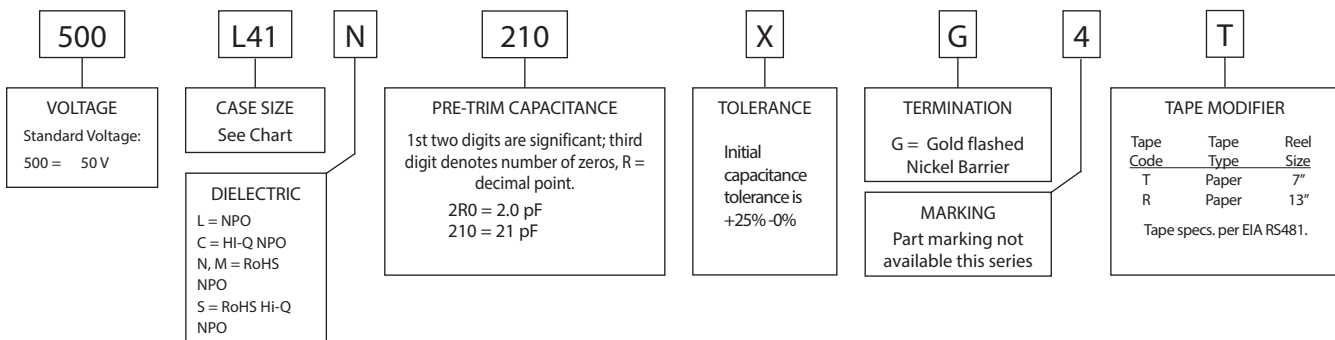 500 L41 N 210 X G 4 T
VOLTAGE
Standard Voltage:
500 = 50 V
CASE SIZE
See Chart
DIELECTRIC
L = NPO
C = HI-Q NPO
N, M = RoHS
NPO
S = RoHS Hi-Q
NPO
PRE-TRIM CAPACITANCE
1st two digits are significant; third
digit denotes number of zeros, R =
decimal point.
2R0 = 2.0 pF
210 = 21 pF
TOLERANCE
Initial
capacitance
tolerance is
+25% -0%
TERMINATION
G = Gold flashed
Nickel Barrier
MARKING
Part marking not
available this series
TAPE MODIFIER
Tape Tape Reel
Code Type Size
T Paper 7”
R Paper 13”
Tape specs. per EIA RS481.